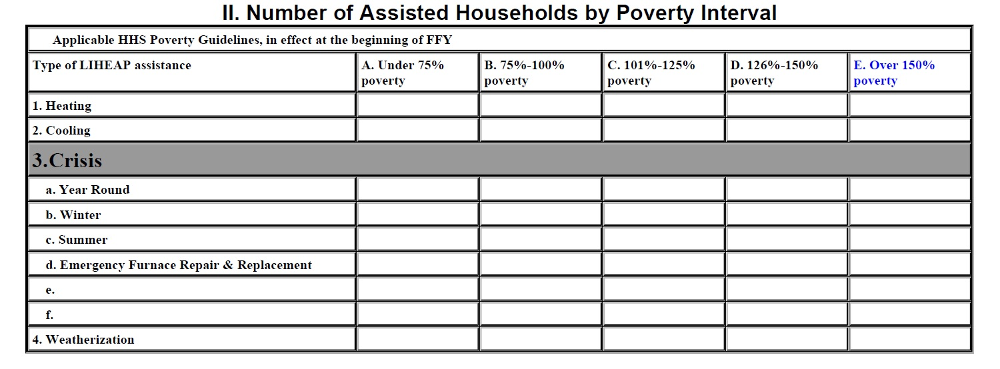 II. Number of Assisted Households by Poverty Interval
Applicable HHS Poverty Guidelines, in effect at the beginning of FFY
Type of LIHEAP assistance
A. Under 75%
poverty
B. 75%-100%
poverty
C. 101%-125%
poverty
D. 126%-150%
poverty
E. Over 150%
poverty
1. Heating
2. Cooling
3.Crisis
a. Year Round
b. Winter
c. Summer
d. Emergency Furnace Repair & Replacement
e.
f.
4. Weatherization